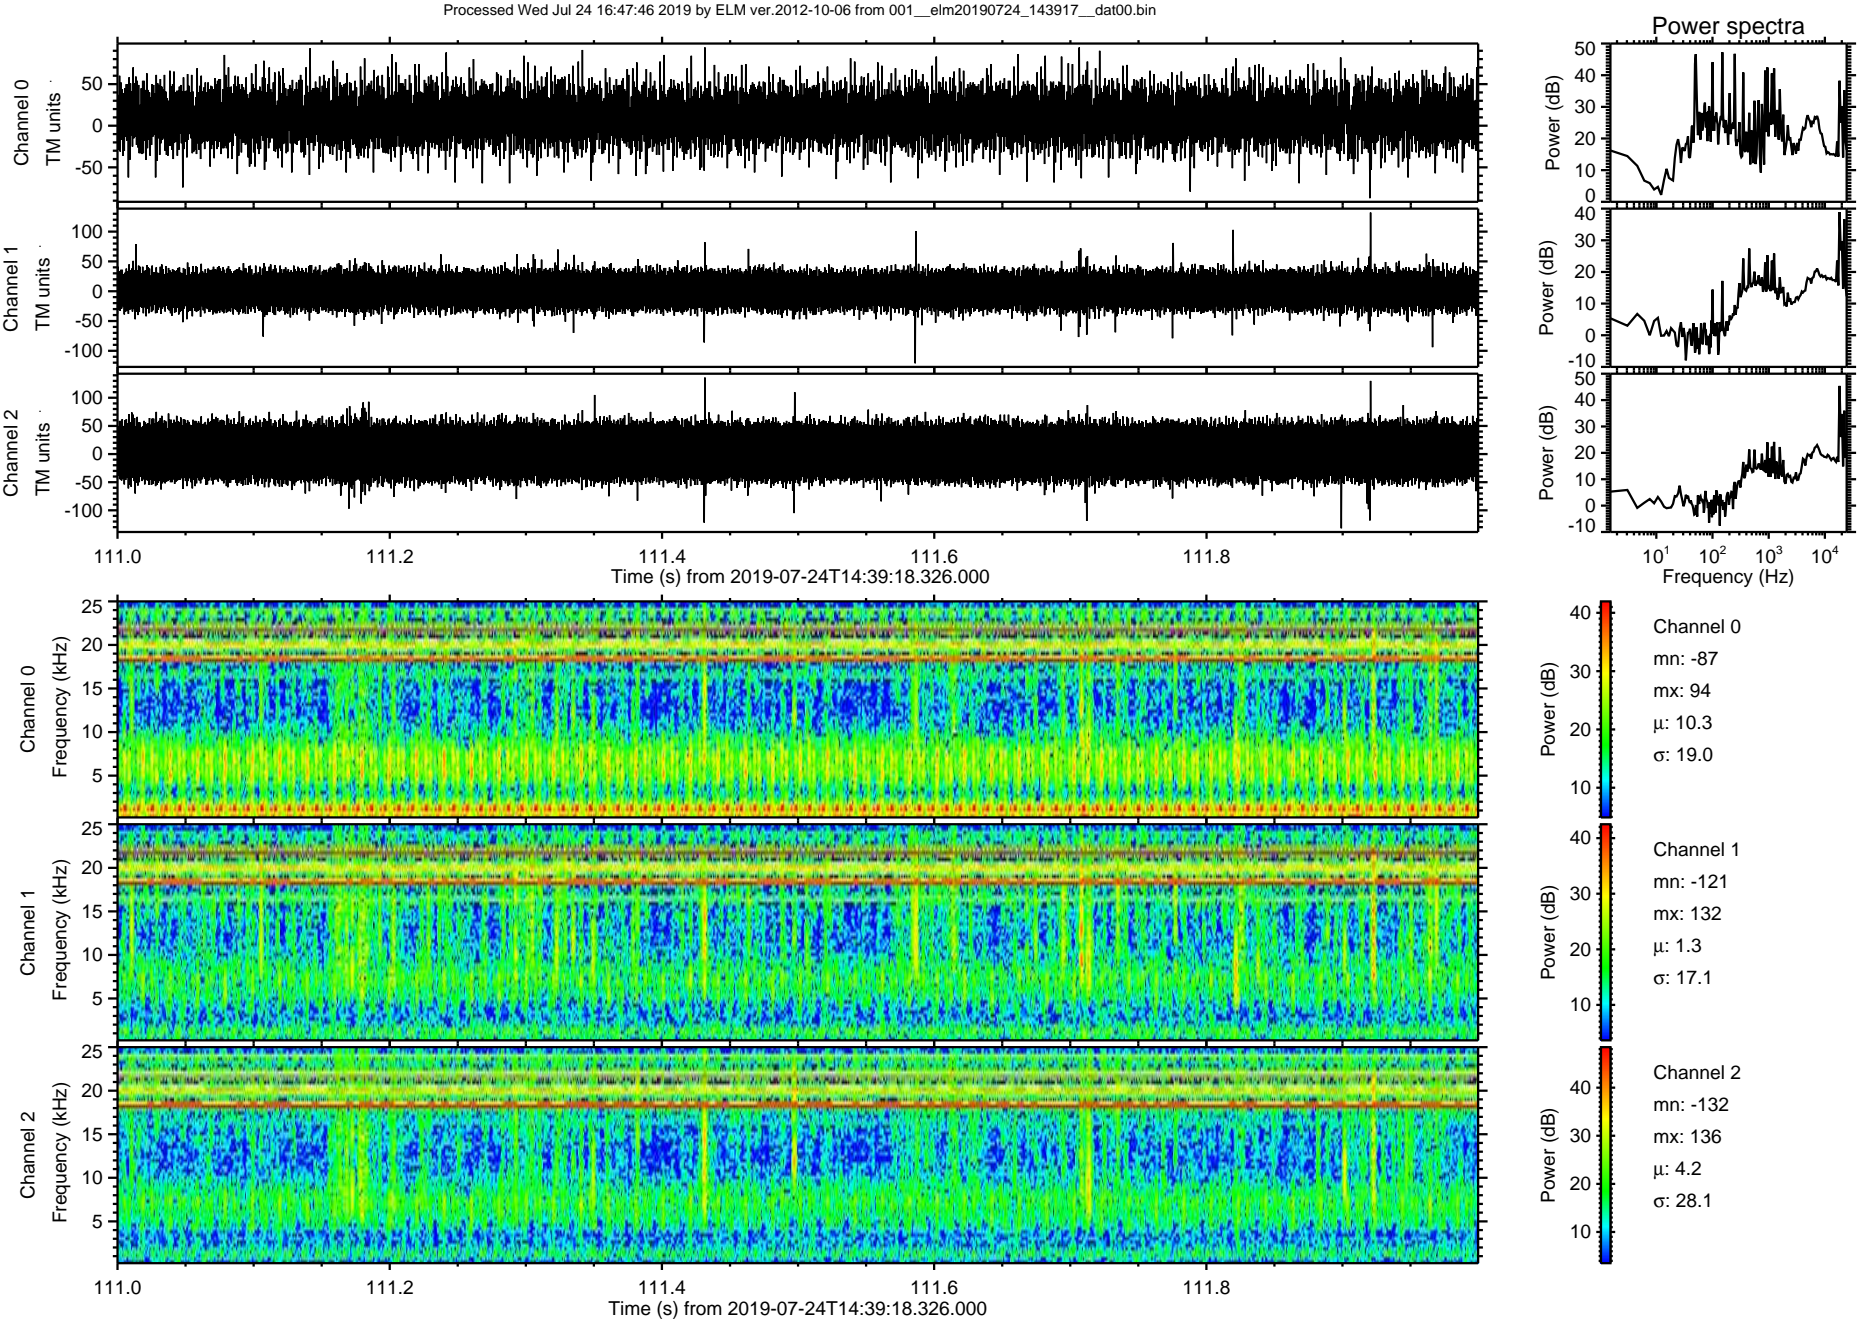 Processed Wed Jul 24 16:47:46 2019 by ELM ver.2012-10-06 from 001__elm20190724_143917__dat00.bin
Power spectra
Channel 0
TM units
50
0
-50
Power (dB)
50
40
30
20
10
0
Channel 1
TM units
100
50
0
-50
-100
Power (dB)
40
30
20
10
0
-10
Channel 2
TM units
100
50
0
-50
-100
Power (dB)
50
40
30
20
10
0
-10
111.0 111.2 111.4 111.6 111.8
Time (s) from 2019-07-24T14:39:18.326.000
10¹ 10² 10³ 10⁴
Frequency (Hz)
Channel 0
Frequency (kHz)
25
20
15
10
5
Power (dB)
40
30
20
10
Channel 0
mn: -87
mx: 94
μ: 10.3
σ: 19.0
Channel 1
Frequency (kHz)
25
20
15
10
5
Power (dB)
40
30
20
10
Channel 1
mn: -121
mx: 132
μ: 1.3
σ: 17.1
Channel 2
Frequency (kHz)
25
20
15
10
5
Power (dB)
40
30
20
10
Channel 2
mn: -132
mx: 136
μ: 4.2
σ: 28.1
111.0 111.2 111.4 111.6 111.8
Time (s) from 2019-07-24T14:39:18.326.000